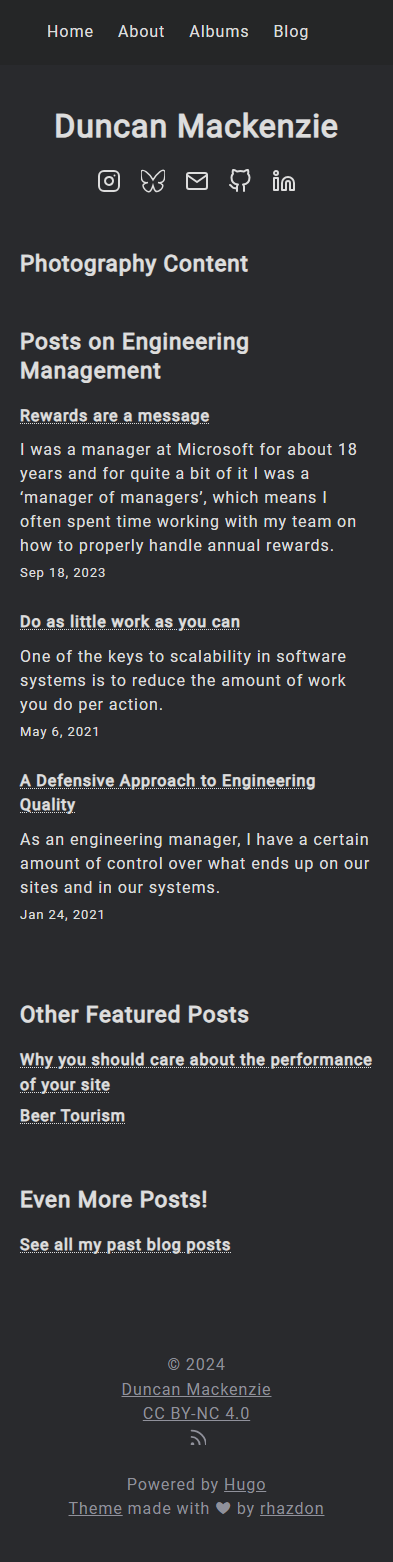 Home About Albums Blog
Duncan Mackenzie
Photography Content
Posts on Engineering
Management
Rewards are a message
I was a manager at Microsoft for about 18
years and for quite a bit of it I was a
‘manager of managers’, which means I
often spent time working with my team on
how to properly handle annual rewards.
Sep 18, 2023
Do as little work as you can
One of the keys to scalability in software
systems is to reduce the amount of work
you do per action.
May 6, 2021
A Defensive Approach to Engineering
Quality
As an engineering manager, I have a certain
amount of control over what ends up on our
sites and in our systems.
Jan 24, 2021
Other Featured Posts
Why you should care about the performance
of your site
Beer Tourism
Even More Posts!
See all my past blog posts
© 2024
Duncan Mackenzie
CC BY-NC 4.0
Powered by Hugo
Theme made with ❤ by rhazdon